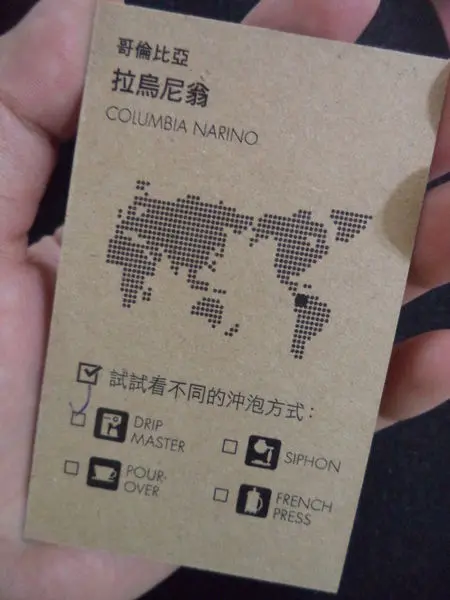 哥倫比亞
拉烏尼翁
COLUMBIA NARINO
試試看不同的沖泡方式：
DRIP
MASTER
SIPHON
POUR-
OVER
FRENCH
PRESS